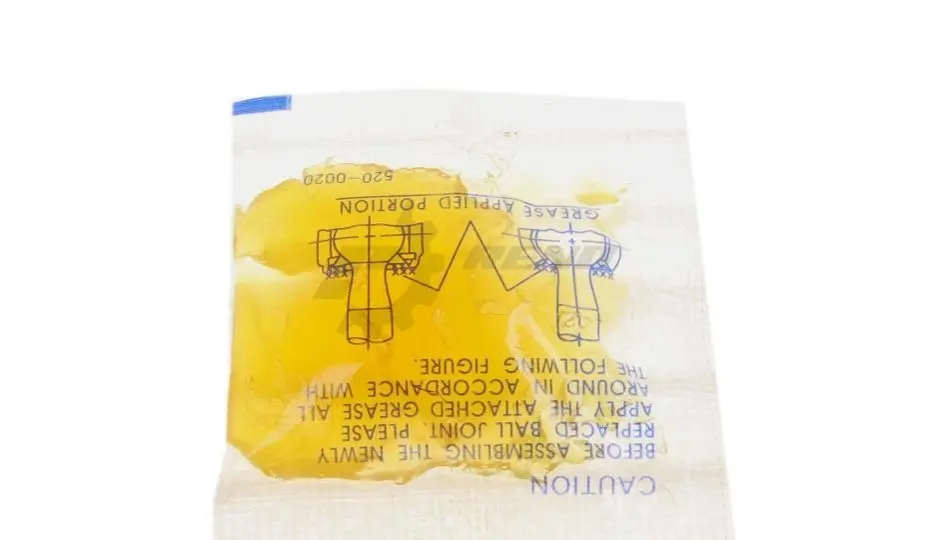 CAUTION
BEFORE ASSEMBLING THE NEWLY
REPLACED BALL JOINT, PLEASE
APPLY THE ATTACHED GREASE ALL
AROUND IN ACCORDANCE WITH
THE FOLLWING FIGURE.
GREASE APPLIED PORTION
520-0020